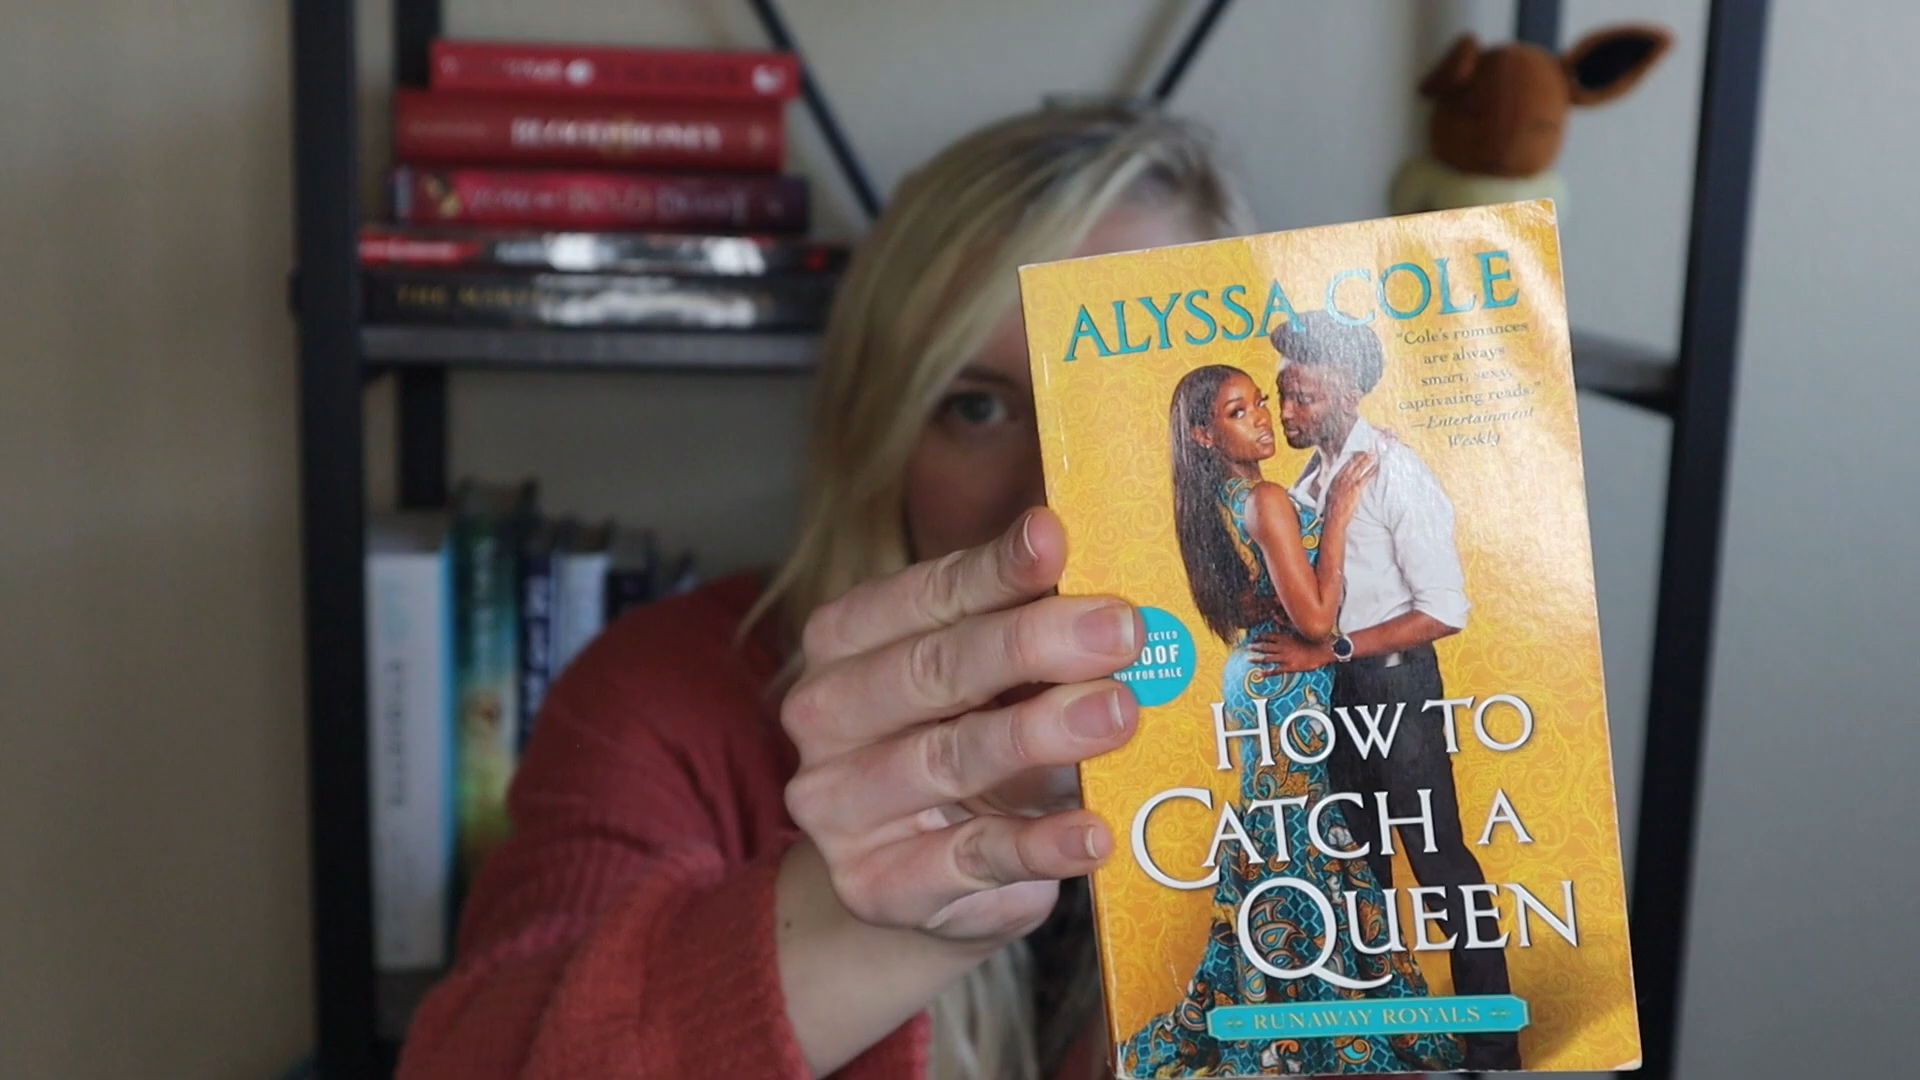 ALYSSA COLE
"Cole's romances
are always
smart, sexy,
captivating reads."
—Entertainment
Weekly
NOT FOR SALE
HOW TO
CATCH A
QUEEN
RUNAWAY ROYALS